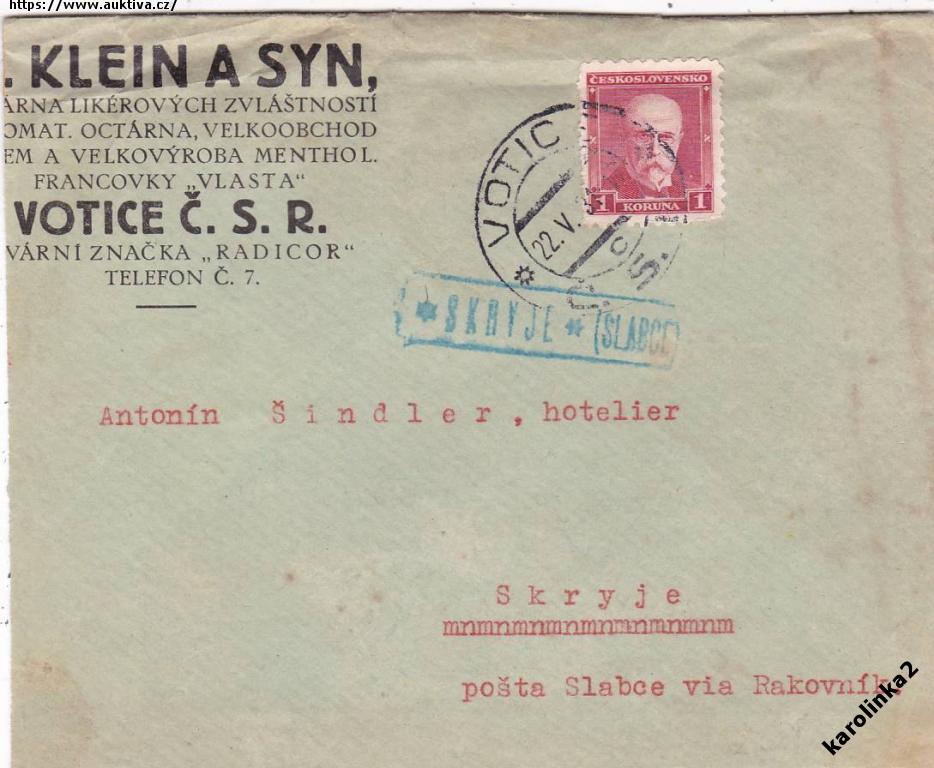 https://www.auktiva.cz/
. KLEIN A SYN,
ÁRNA LIKÉROVÝCH ZVLÁŠTNOSTÍ
OMAT. OCTÁRNA, VELKOOBCHOD
EM A VELKOVÝROBA MENTHOL.
FRANCOVKY „VLASTA“
VOTICE Č. S. R.
VÁRNÍ ZNAČKA „RADICOR“
TELEFON Č. 7.
ČESKOSLOVENSKO
1 KORUNA 1
VOTIC
22. V. 3
* SKRYJE * (SLABCE)
Antonín Šindler, hotelier
Skryje
mnmnmnmnmnmnmnmnmnm
pošta Slabce via Rakovník.
karolinka2